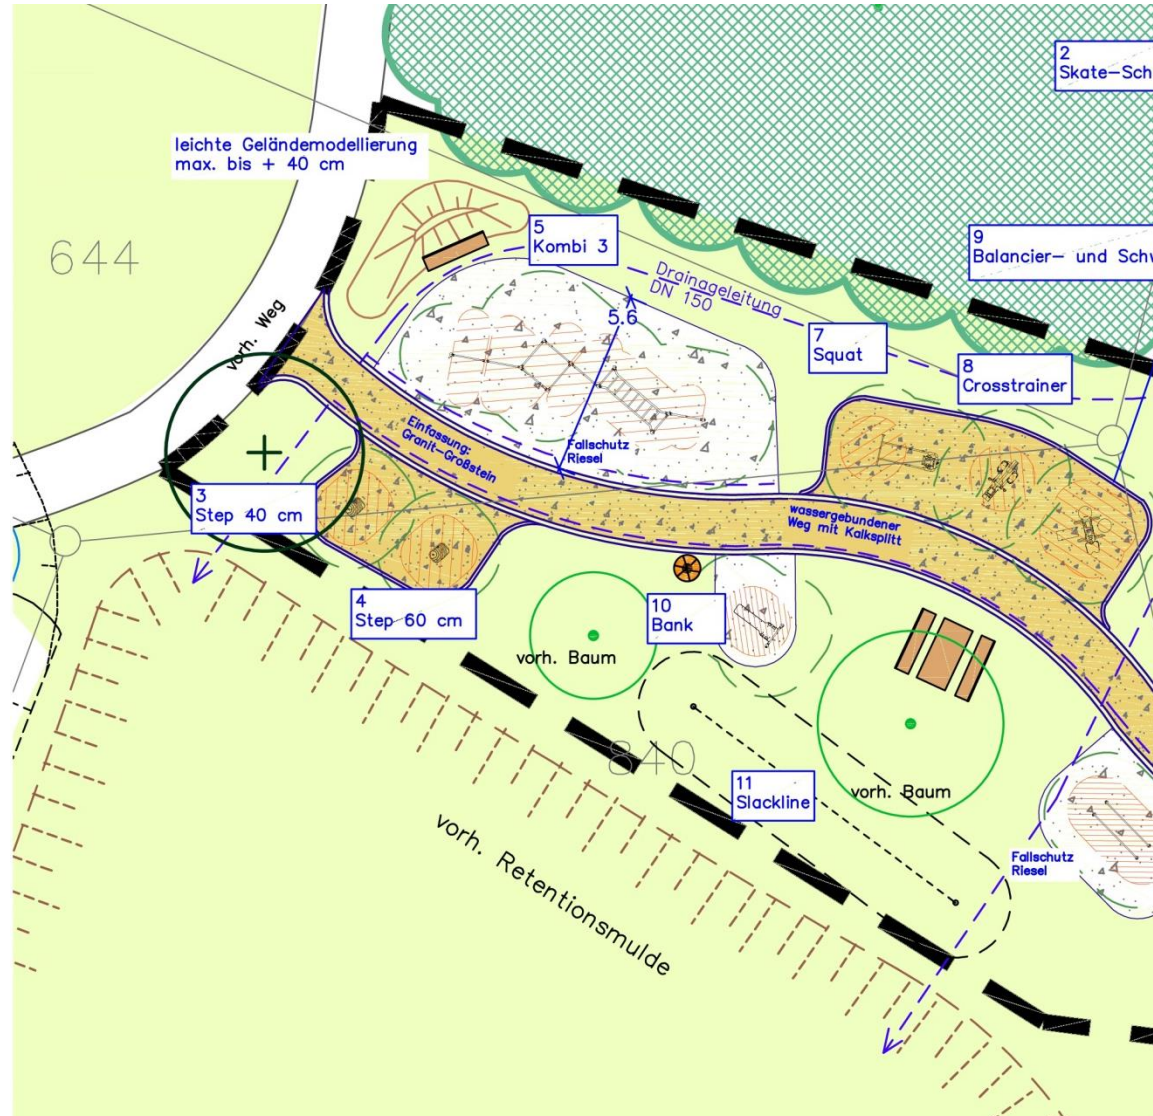 2
Skate-Sch
leichte Geländemodellierung
max. bis + 40 cm
644
5
Kombi 3
9
Balancier- und Schw
Drainageleitung
DN 150
5.6
vorh. Weg
7
Squat
8
Crosstrainer
Einfassung:
Granit-Großstein
Fallschutz
Riesel
3
Step 40 cm
wassergebundener
Weg mit Kalksplitt
4
Step 60 cm
10
Bank
vorh. Baum
840
11
Slackline
vorh. Baum
vorh. Retentionsmulde
Fallschutz
Riesel